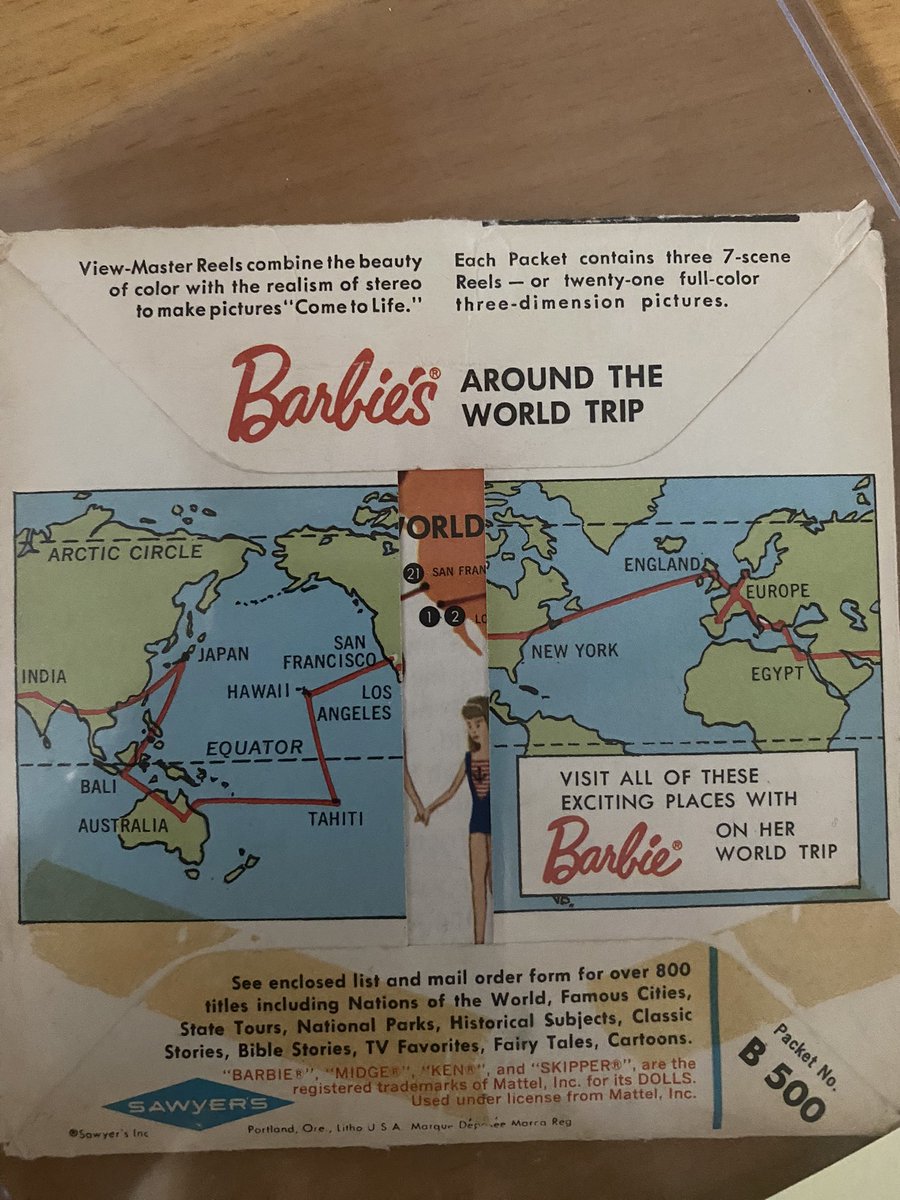 View-Master Reels combine the beauty
of color with the realism of stereo
to make pictures "Come to Life."
Each Packet contains three 7-scene
Reels — or twenty-one full-color
three-dimension pictures.
Barbie's® AROUND THE
WORLD TRIP
ARCTIC CIRCLE
INDIA
JAPAN
SAN
FRANCISCO
HAWAII
LOS
ANGELES
EQUATOR
BALI
AUSTRALIA
TAHITI
ORLD
21 SAN FRAN
1 2 LO
ENGLAND
EUROPE
NEW YORK
EGYPT
VISIT ALL OF THESE
EXCITING PLACES WITH
Barbie® ON HER
WORLD TRIP
See enclosed list and mail order form for over 800
titles including Nations of the World, Famous Cities,
State Tours, National Parks, Historical Subjects, Classic
Stories, Bible Stories, TV Favorites, Fairy Tales, Cartoons.
"BARBIE®", "MIDGE®", "KEN®", and "SKIPPER®", are the
registered trademarks of Mattel, Inc. for its DOLLS.
Used under license from Mattel, Inc.
SAWYER'S
®Sawyer's Inc
Portland, Ore., Litho U S A Marque Déposée Marca Reg
Packet No.
B 500